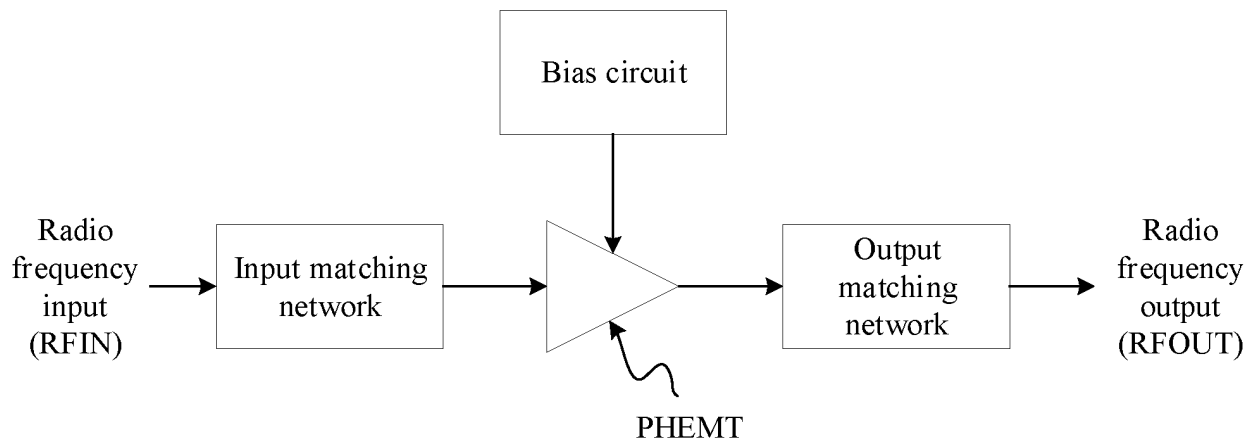 Bias circuit
Radio
frequency
input
(RFIN)
Input matching
network
Output
matching
network
Radio
frequency
output
(RFOUT)
PHEMT